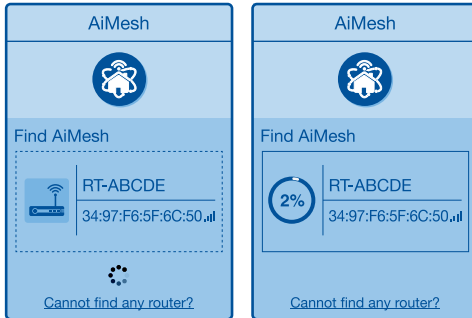 AiMesh
Find AiMesh
RT-ABCDE
34:97:F6:5F:6C:50
Cannot find any router?
AiMesh
Find AiMesh
2%
RT-ABCDE
34:97:F6:5F:6C:50
Cannot find any router?